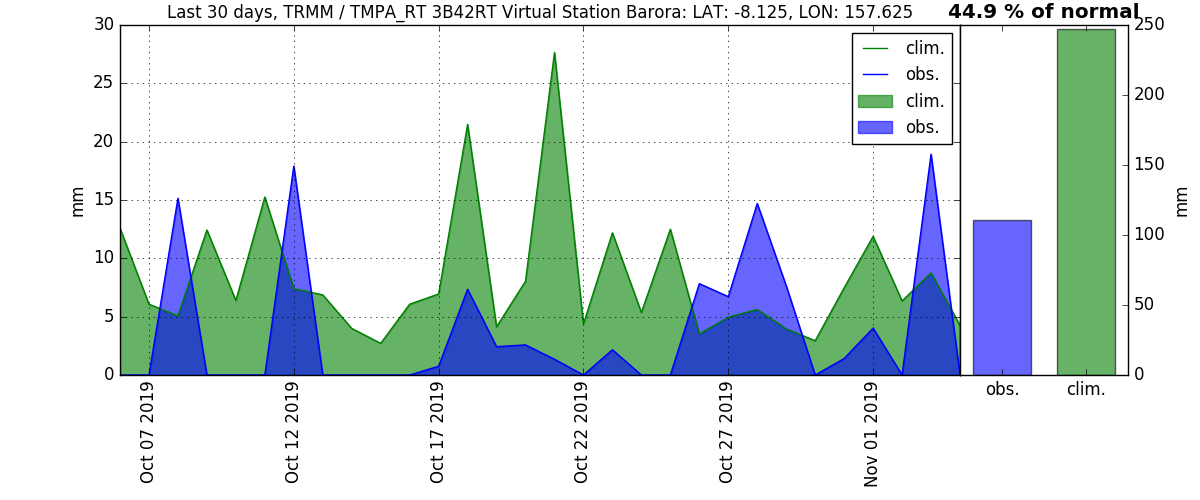 Last 30 days, TRMM / TMPA_RT 3B42RT Virtual Station Barora: LAT: -8.125, LON: 157.625
44.9 % of normal
30
25
20
15
10
5
0
mm
clim.
obs.
clim.
obs.
Oct 07 2019
Oct 12 2019
Oct 17 2019
Oct 22 2019
Oct 27 2019
Nov 01 2019
250
200
150
100
50
0
mm
obs.
clim.